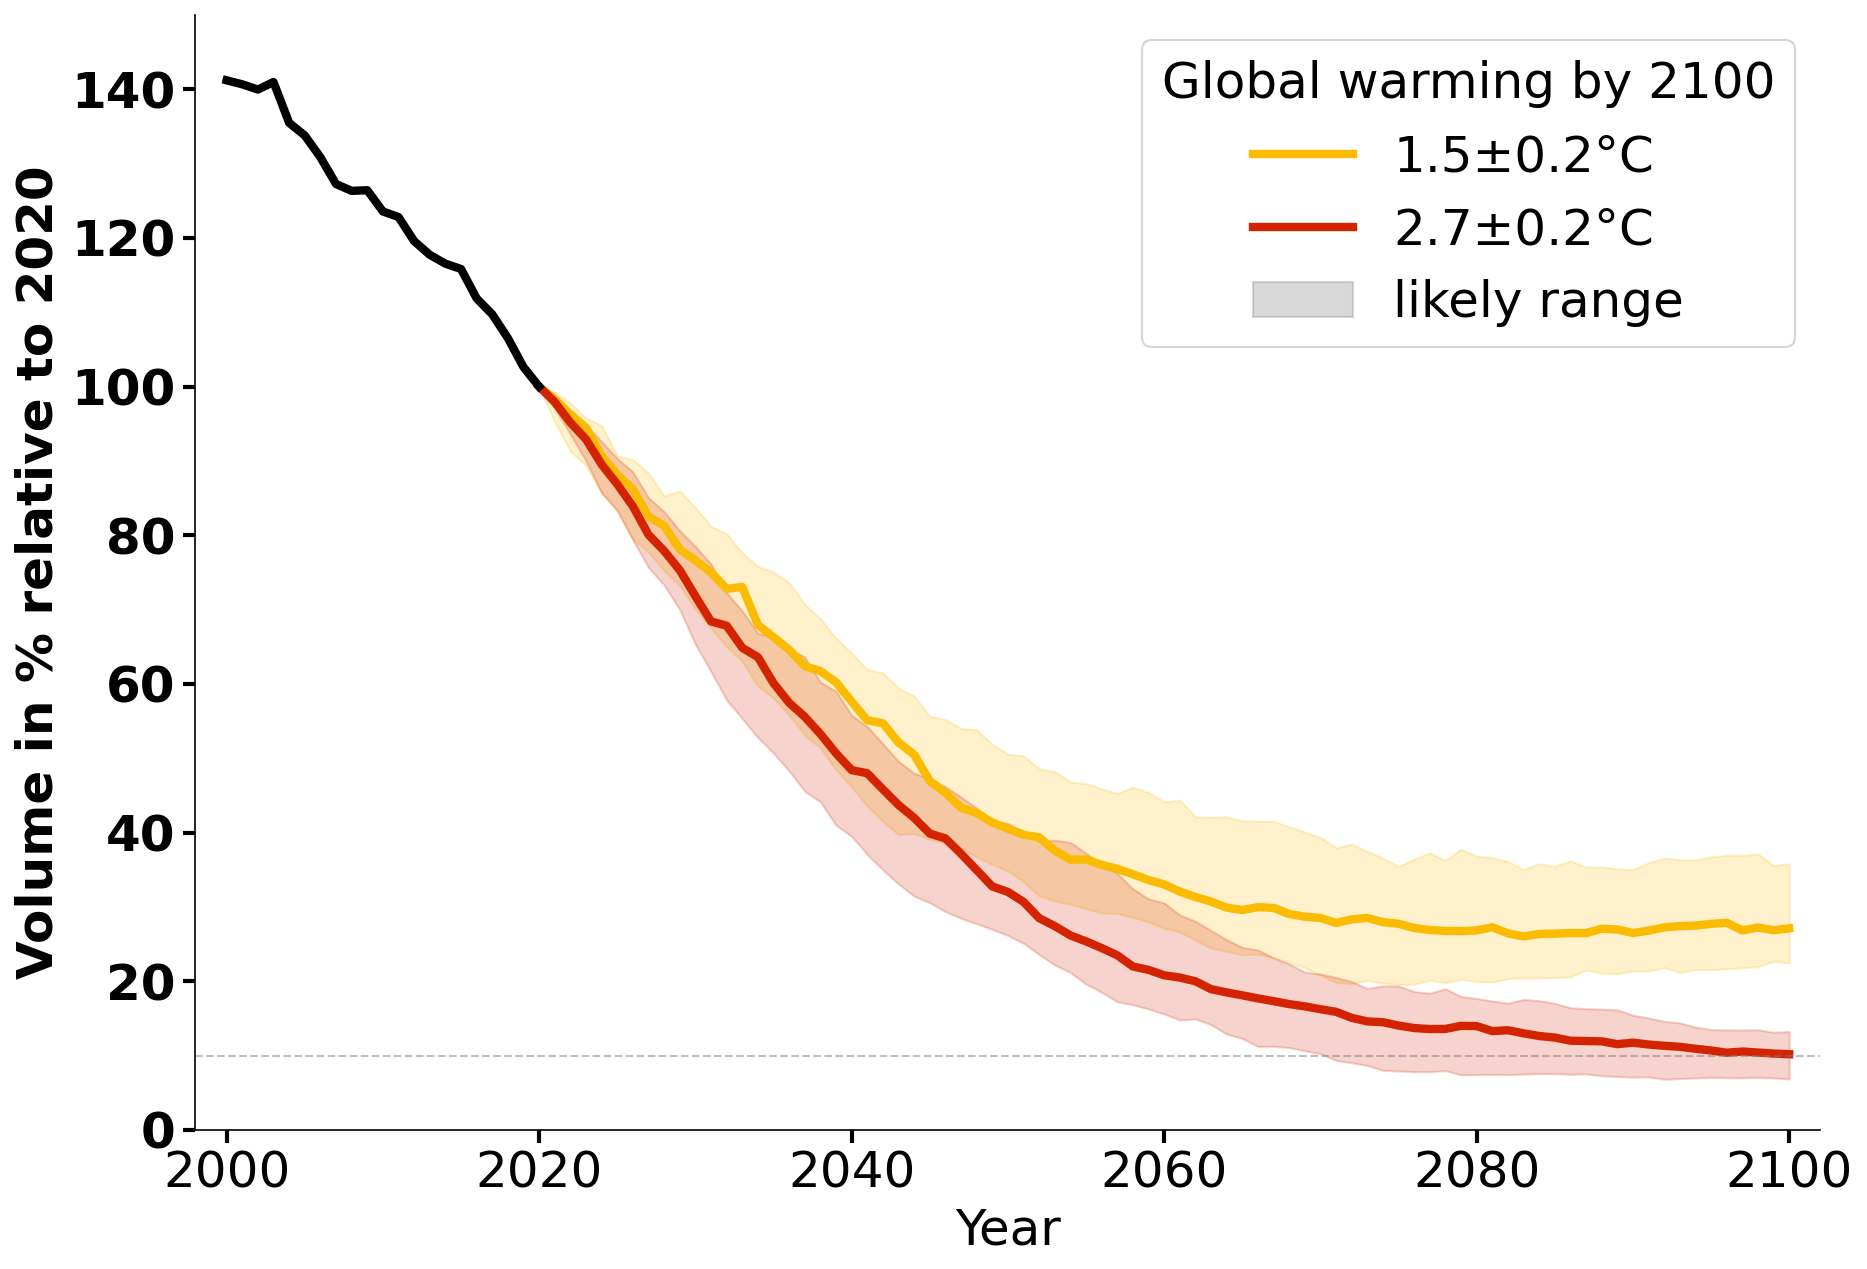 Volume in % relative to 2020
140
120
100
80
60
40
20
0
Global warming by 2100
1.5±0.2°C
2.7±0.2°C
likely range
2000 2020 2040 2060 2080 2100
Year